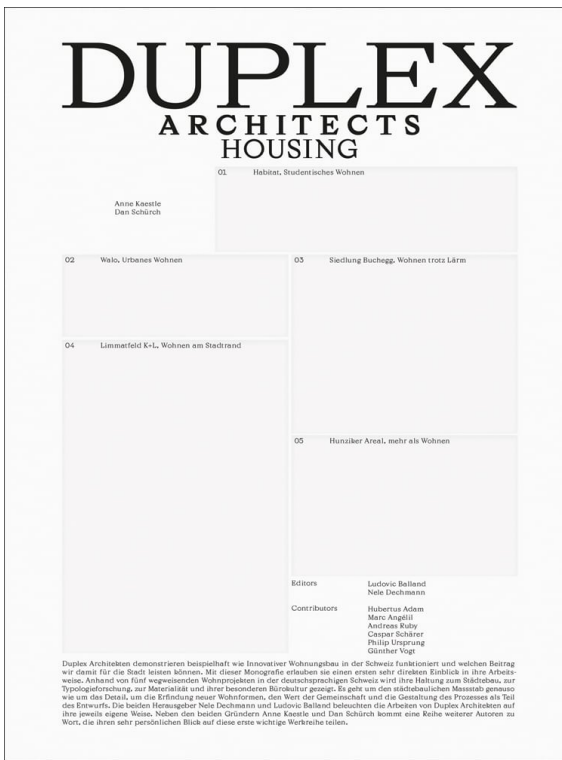 DUPLEX
ARCHITECTS
HOUSING
01 Habitat, Studentisches Wohnen
Anne Kaestle
Dan Schürch
02 Walo, Urbanes Wohnen
03 Siedlung Buchegg, Wohnen trotz Lärm
04 Limmatfeld K+L, Wohnen am Stadtrand
05 Hunziker Areal, mehr als Wohnen
Editors Ludovic Balland
Nele Dechmann
Contributors Hubertus Adam
Marc Angélil
Andreas Ruby
Caspar Schärer
Philip Ursprung
Günther Vogt
Duplex Architekten demonstrieren beispielhaft wie Innovativer Wohnungsbau in der Schweiz funktioniert und welchen Beitrag
wir damit für die Stadt leisten können. Mit dieser Monografie erlauben sie einen ersten sehr direkten Einblick in ihre Arbeits-
weise. Anhand von fünf wegweisenden Wohnprojekten in der deutschsprachigen Schweiz wird ihre Haltung zum Städtebau, zur
Typologieforschung, zur Materialität und ihrer besonderen Bürokultur gezeigt. Es geht um den städtebaulichen Massstab genauso
wie um das Detail, um die Erfindung neuer Wohnformen, den Wert der Gemeinschaft und die Gestaltung des Prozesses als Teil
des Entwurfs. Die beiden Herausgeber Nele Dechmann und Ludovic Balland beleuchten die Arbeiten von Duplex Architekten auf
ihre jeweils eigene Weise. Neben den beiden Gründern Anne Kaestle und Dan Schürch kommt eine Reihe weiterer Autoren zu
Wort, die ihren sehr persönlichen Blick auf diese erste wichtige Werkreihe teilen.